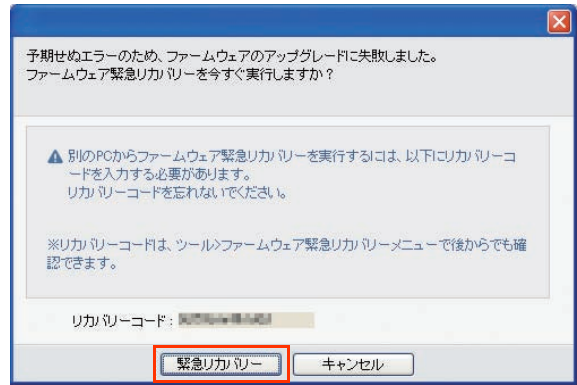 予期せぬエラーのため、ファームウェアのアップグレードに失敗しました。
ファームウェア緊急リカバリーを今すぐ実行しますか？
別のPCからファームウェア緊急リカバリーを実行するには、以下にリカバリーコ
ードを入力する必要があります。
リカバリーコードを忘れないでください。
※リカバリーコードは、ツール>ファームウェア緊急リカバリーメニューで後からでも確
認できます。
リカバリーコード:
緊急リカバリー
キャンセル